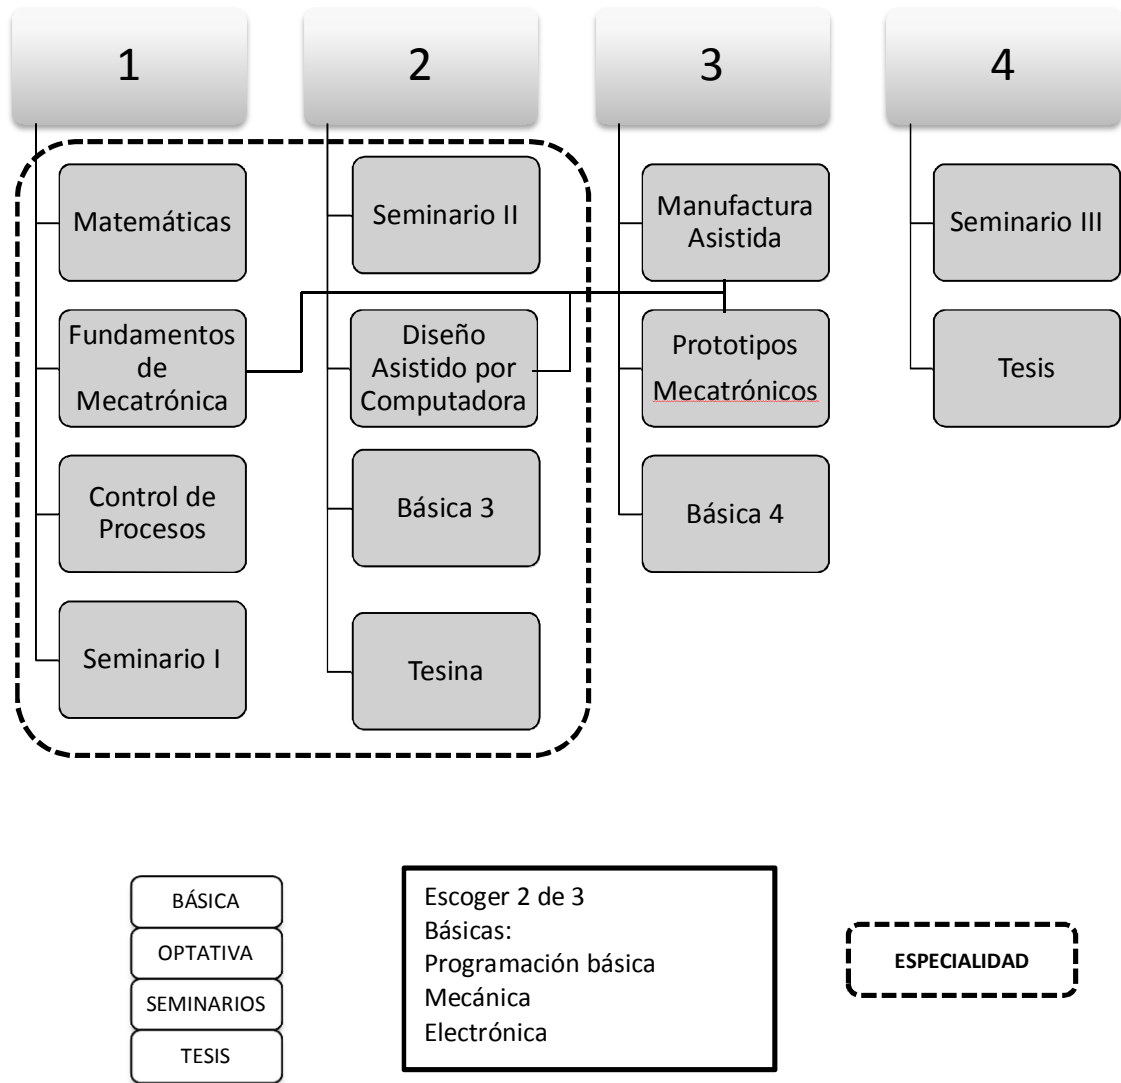 1
2
3
4
Matemáticas
Fundamentos
de
Mecatrónica
Control de
Procesos
Seminario I
Seminario II
Diseño
Asistido por
Computadora
Básica 3
Tesina
Manufactura
Asistida
Prototipos
Mecatrónicos
Básica 4
Seminario III
Tesis
BÁSICA
OPTATIVA
SEMINARIOS
TESIS
Escoger 2 de 3
Básicas:
Programación básica
Mecánica
Electrónica
ESPECIALIDAD